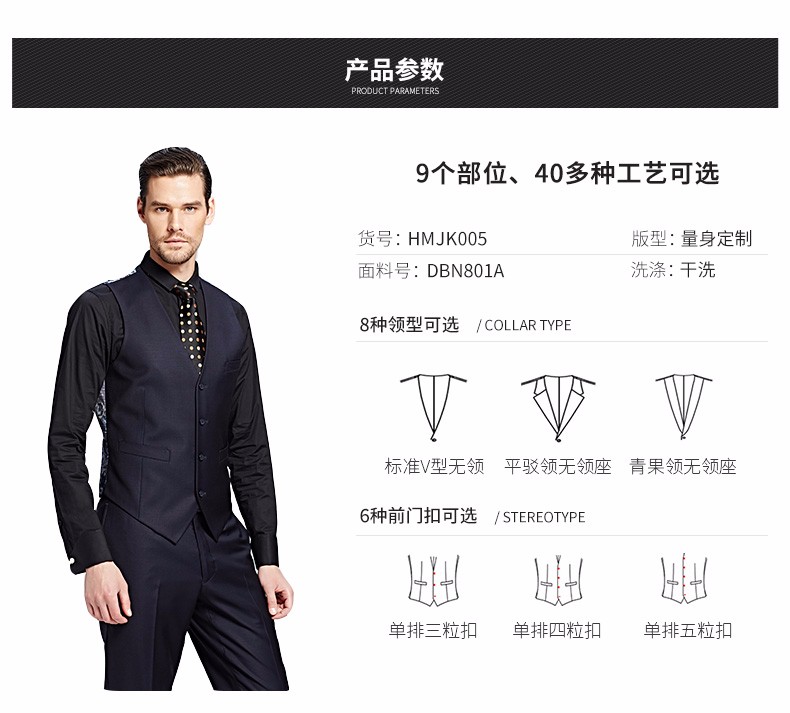 产品参数
PRODUCT PARAMETERS
9个部位、40多种工艺可选
货号：HMJK005 版型：量身定制
面料号：DBN801A 洗涤：干洗
8种领型可选 / COLLAR TYPE
标准V型无领 平驳领无领座 青果领无领座
6种前门扣可选 / STEREOTYPE
单排三粒扣 单排四粒扣 单排五粒扣